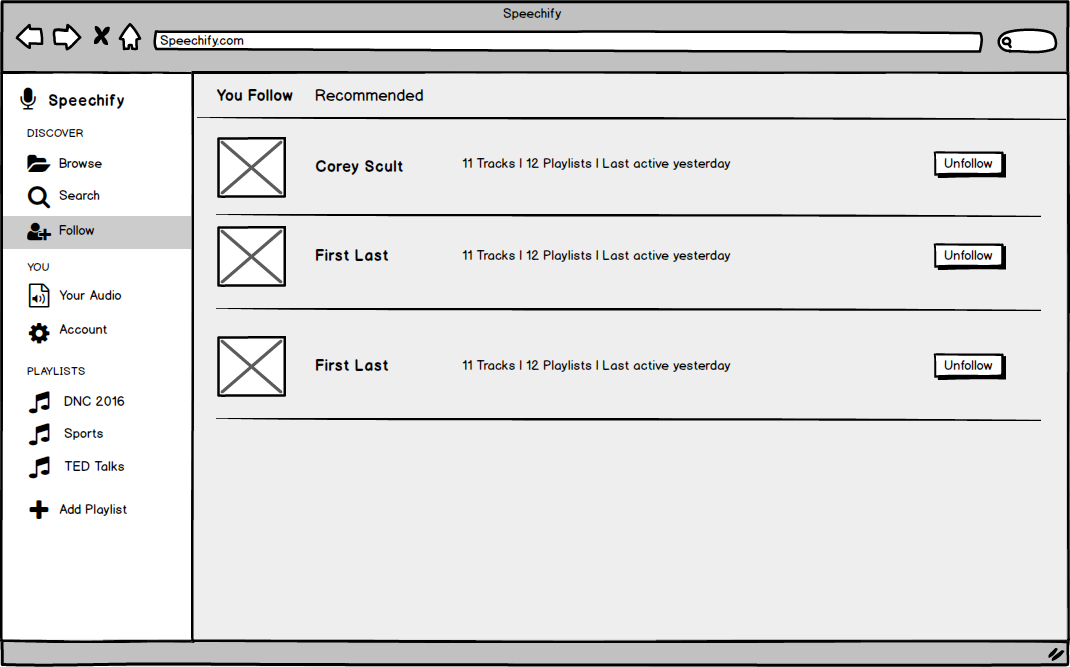 Speechify
Speechify.com
Speechify
DISCOVER
Browse
Search
Follow
YOU
Your Audio
Account
PLAYLISTS
DNC 2016
Sports
TED Talks
Add Playlist
You Follow Recommended
Corey Scult 11 Tracks | 12 Playlists | Last active yesterday Unfollow
First Last 11 Tracks | 12 Playlists | Last active yesterday Unfollow
First Last 11 Tracks | 12 Playlists | Last active yesterday Unfollow